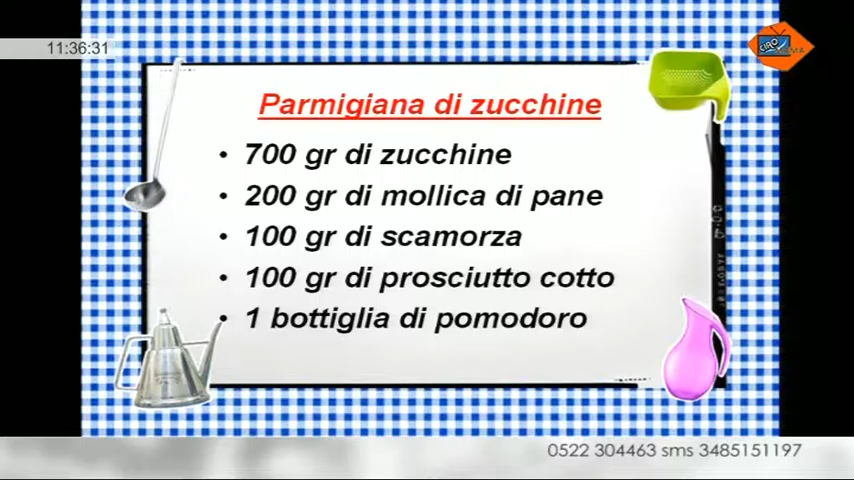 11:36:31
CIRO
Parmigiana di zucchine
• 700 gr di zucchine
• 200 gr di mollica di pane
• 100 gr di scamorza
• 100 gr di prosciutto cotto
• 1 bottiglia di pomodoro
0522 304463 sms 3485151197